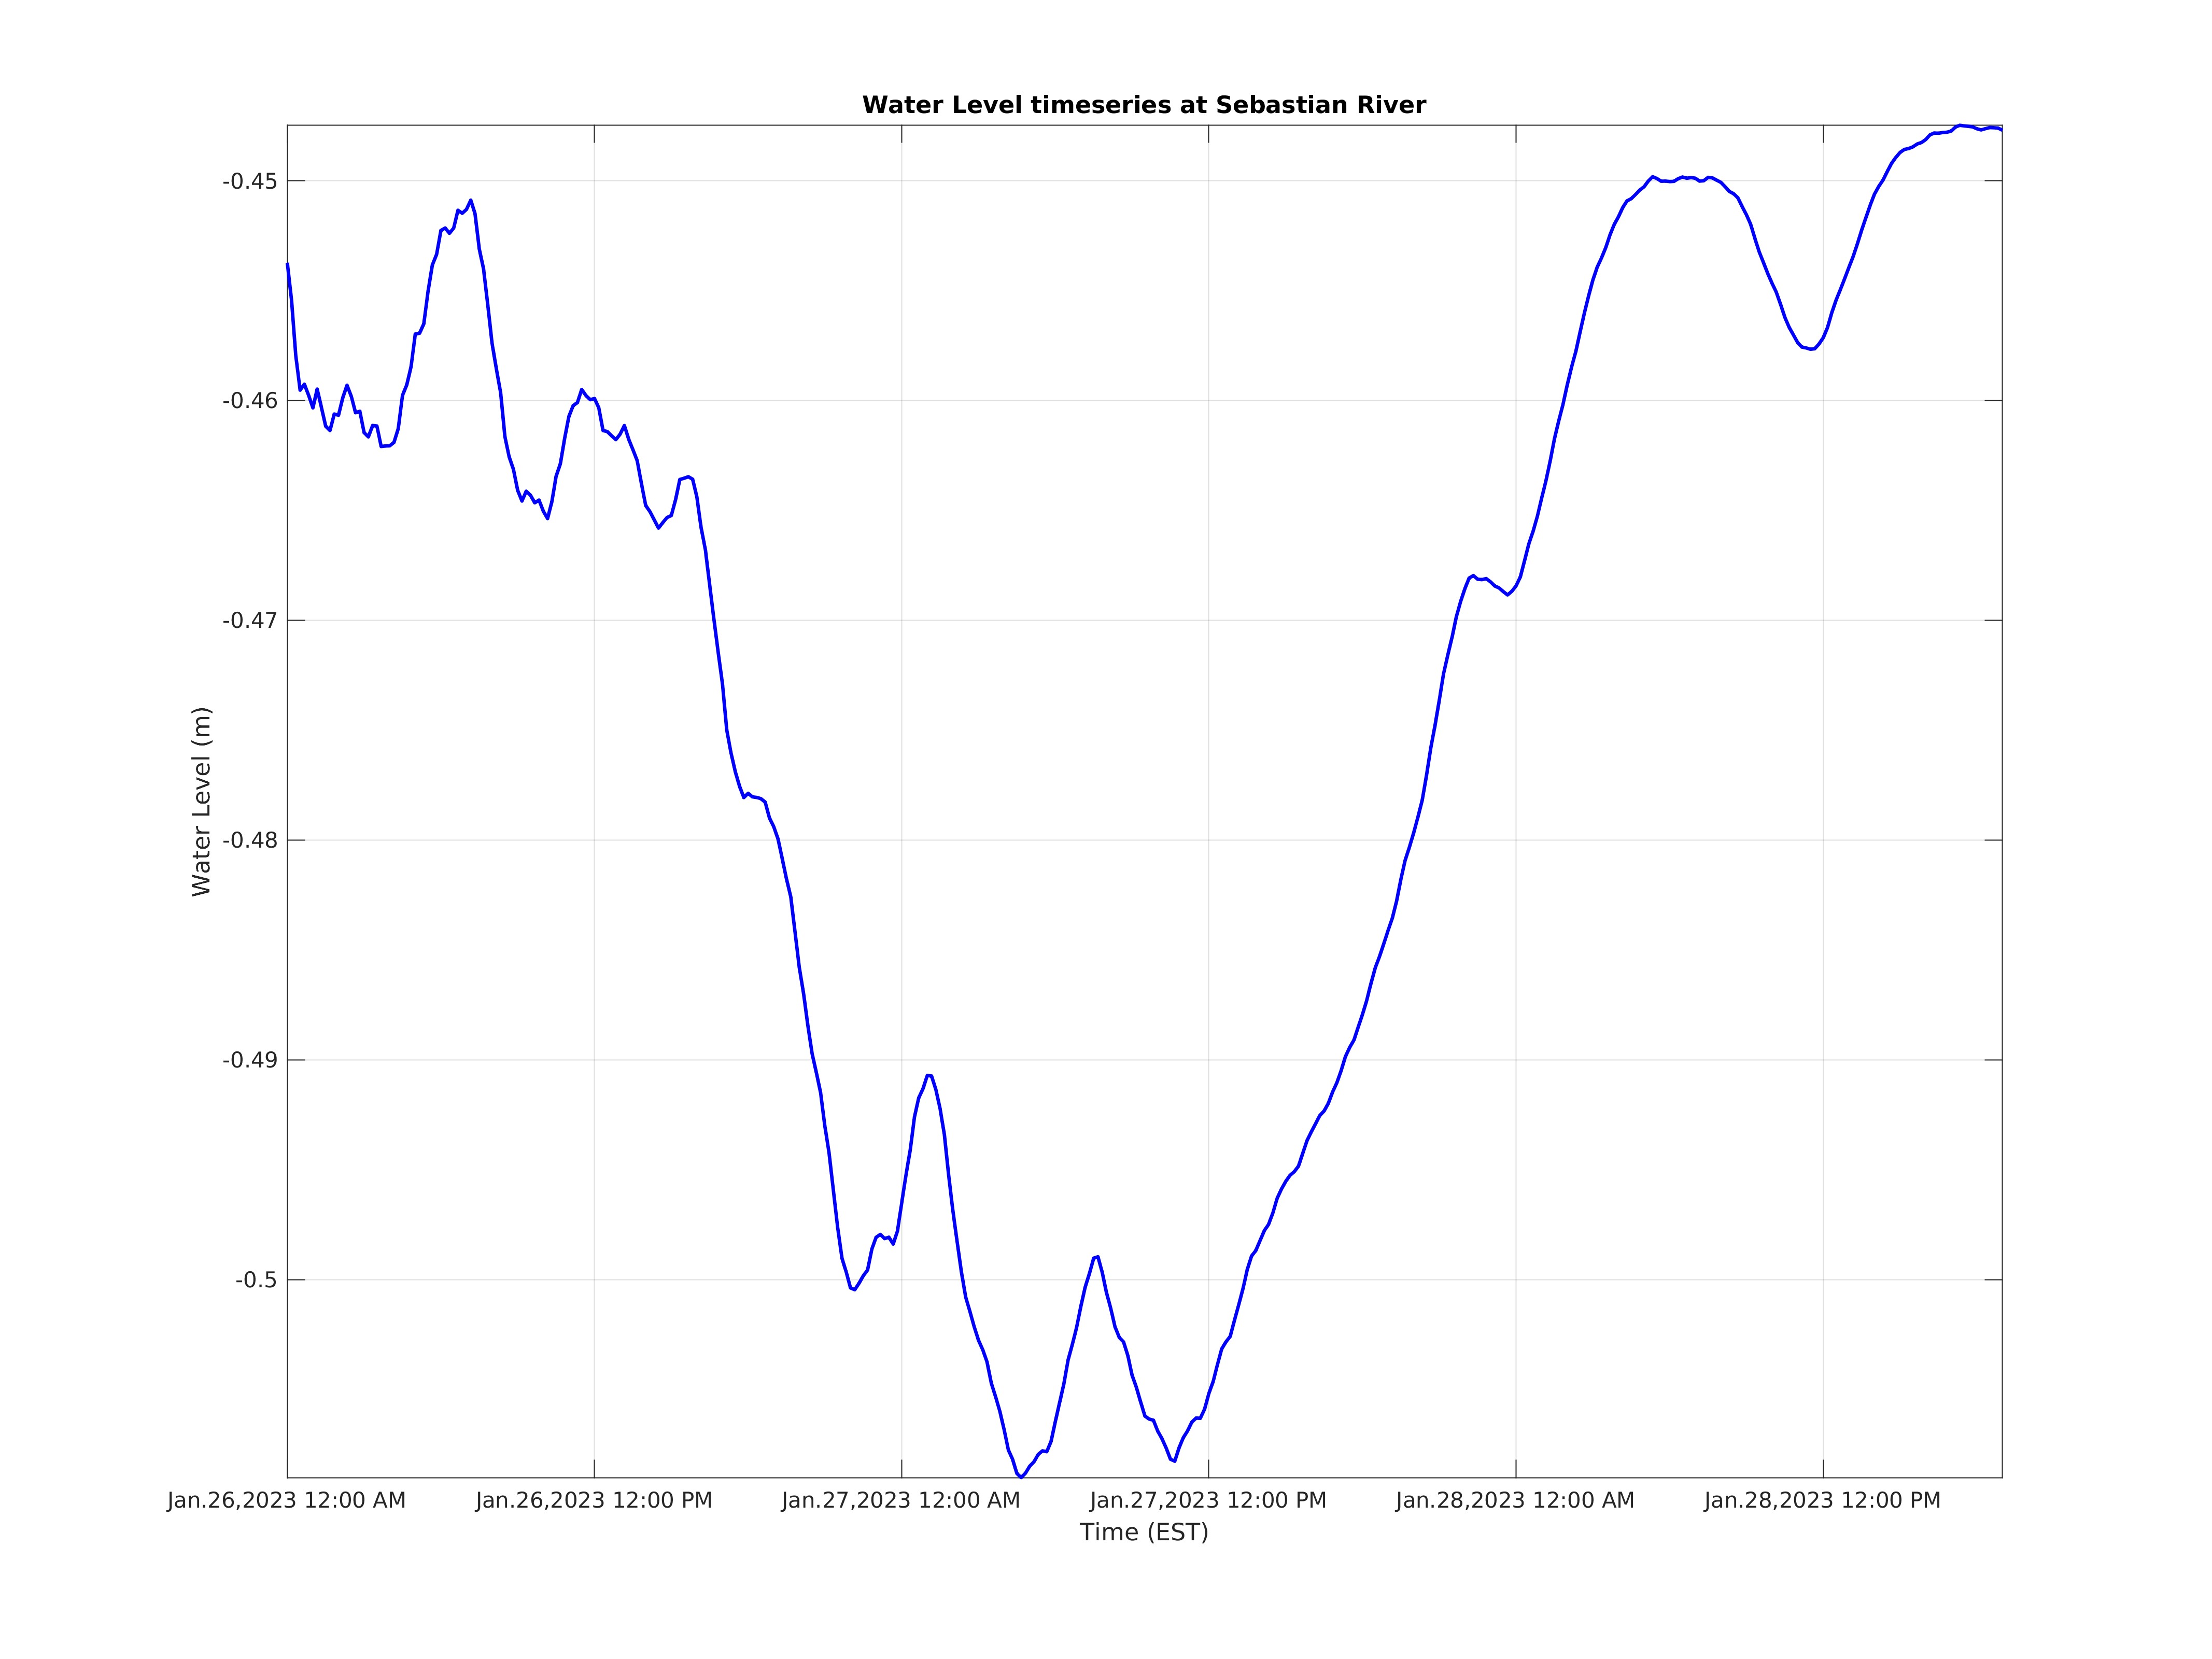 Water Level timeseries at Sebastian River
-0.45
-0.46
-0.47
-0.48
-0.49
-0.5
Water Level (m)
Jan.26,2023 12:00 AM
Jan.26,2023 12:00 PM
Jan.27,2023 12:00 AM
Jan.27,2023 12:00 PM
Jan.28,2023 12:00 AM
Jan.28,2023 12:00 PM
Time (EST)